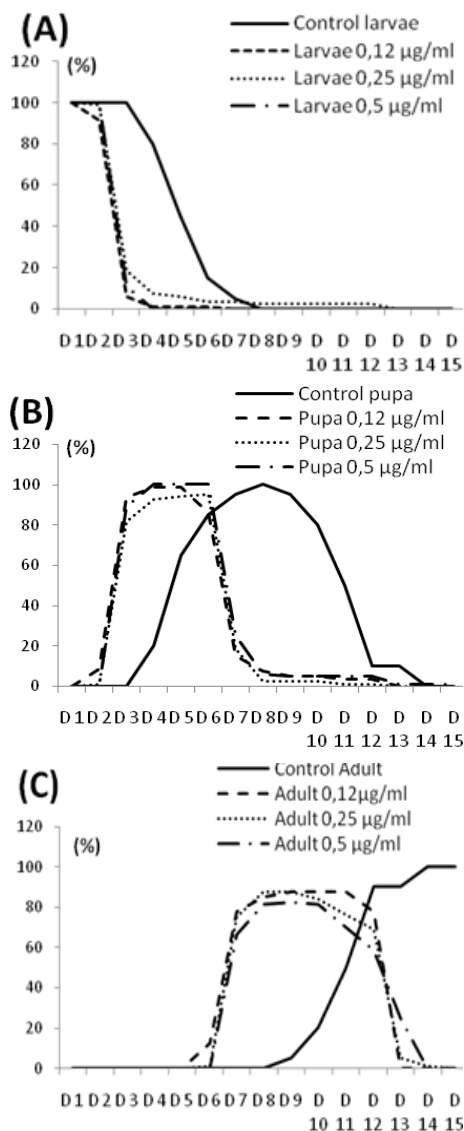 (A)
Control larvae
Larvae 0,12 µg/ml
Larvae 0,25 µg/ml
Larvae 0,5 µg/ml
(%)
120
100
80
60
40
20
0
D 1 D 2 D 3 D 4 D 5 D 6 D 7 D 8 D 9 D 10 D 11 D 12 D 13 D 14 D 15
(B)
Control pupa
Pupa 0,12 µg/ml
Pupa 0,25 µg/ml
Pupa 0,5 µg/ml
(%)
120
100
80
60
40
20
0
D 1 D 2 D 3 D 4 D 5 D 6 D 7 D 8 D 9 D 10 D 11 D 12 D 13 D 14 D 15
(C)
Control Adult
Adult 0,12µg/ml
Adult 0,25 µg/ml
Adult 0,5 µg/ml
(%)
120
100
80
60
40
20
0
D 1 D 2 D 3 D 4 D 5 D 6 D 7 D 8 D 9 D 10 D 11 D 12 D 13 D 14 D 15